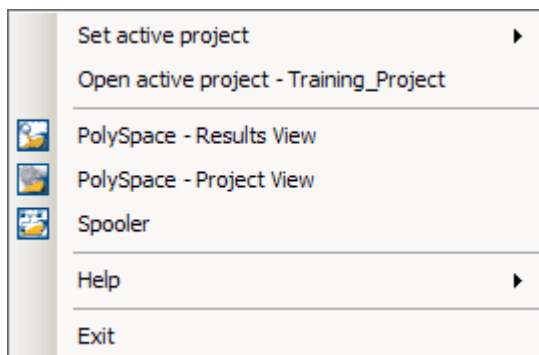 Set active project
Open active project - Training_Project
PolySpace - Results View
PolySpace - Project View
Spooler
Help
Exit